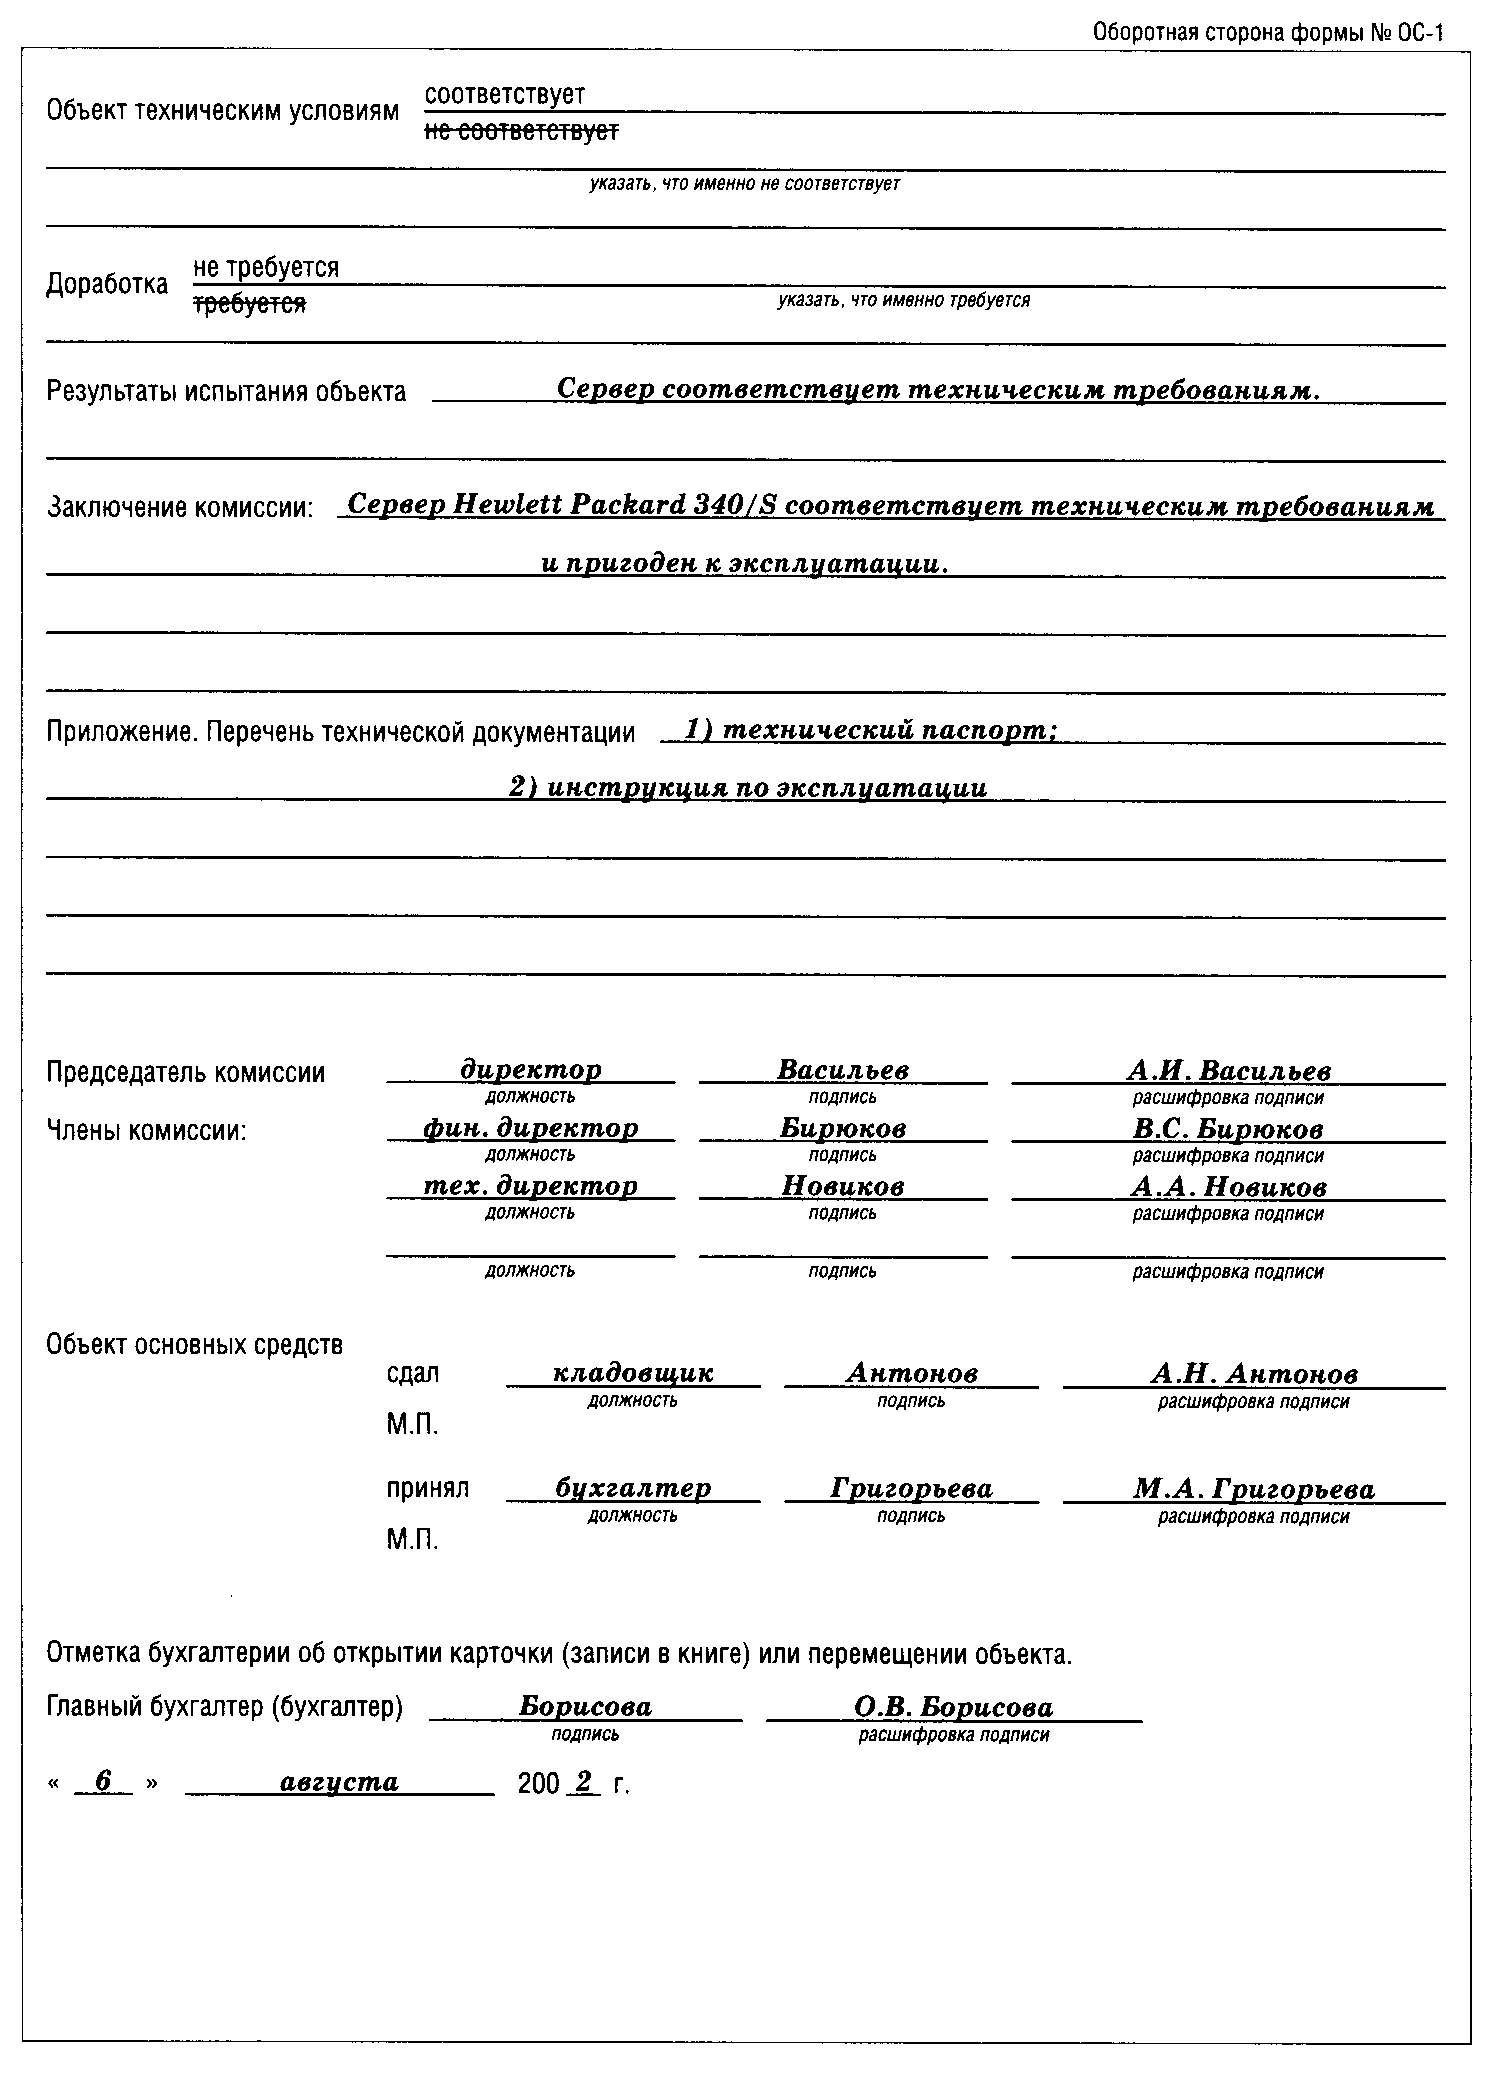 Оборотная сторона формы № ОС-1
Объект техническим условиям соответствует
не соответствует
указать, что именно не соответствует
Доработка не требуется
требуется указать, что именно требуется
Результаты испытания объекта Сервер соответствует техническим требованиям.
Заключение комиссии: Сервер Hewlett Packard 340/S соответствует техническим требованиям
и пригоден к эксплуатации.
Приложение. Перечень технической документации 1) технический паспорт;
2) инструкция по эксплуатации
Председатель комиссии директор Васильев А.И. Васильев
должность подпись расшифровка подписи
Члены комиссии: фин. директор Бирюков В.С. Бирюков
должность подпись расшифровка подписи
тех. директор Новиков А.А. Новиков
должность подпись расшифровка подписи
должность подпись расшифровка подписи
Объект основных средств
сдал кладовщик Антонов А.Н. Антонов
должность подпись расшифровка подписи
М.П.
принял бухгалтер Григорьева М.А. Григорьева
должность подпись расшифровка подписи
М.П.
Отметка бухгалтерии об открытии карточки (записи в книге) или перемещении объекта.
Главный бухгалтер (бухгалтер) Борисова О.В. Борисова
подпись расшифровка подписи
« 6 » августа 200 2 г.